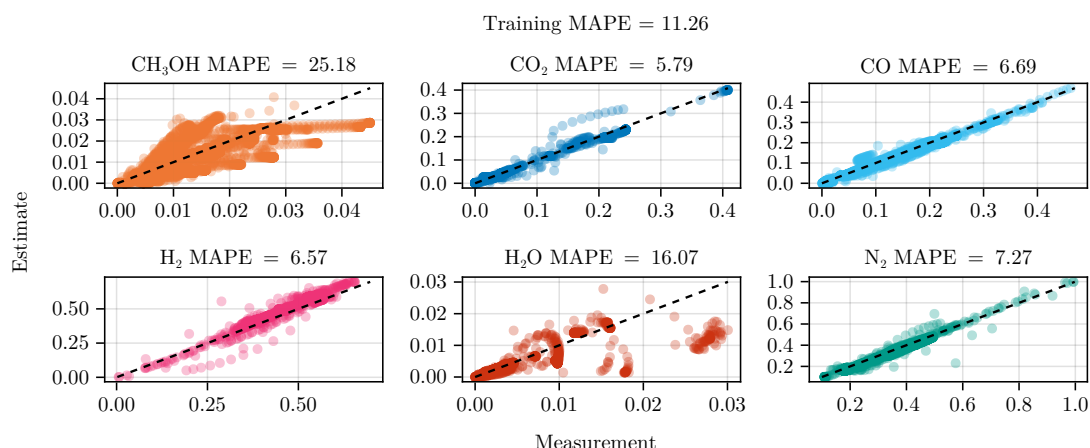 Training MAPE = 11.26
CH₃OH MAPE = 25.18
CO₂ MAPE = 5.79
CO MAPE = 6.69
0.04
0.03
0.02
0.01
0.00
0.00 0.01 0.02 0.03 0.04
0.4
0.3
0.2
0.1
0.0
0.0 0.1 0.2 0.3 0.4
0.4
0.3
0.2
0.1
0.0
0.0 0.1 0.2 0.3 0.4
Estimate
H₂ MAPE = 6.57
H₂O MAPE = 16.07
N₂ MAPE = 7.27
0.50
0.25
0.00
0.00 0.25 0.50
0.03
0.02
0.01
0.00
0.00 0.01 0.02 0.03
1.0
0.8
0.6
0.4
0.2
0.2 0.4 0.6 0.8 1.0
Measurement